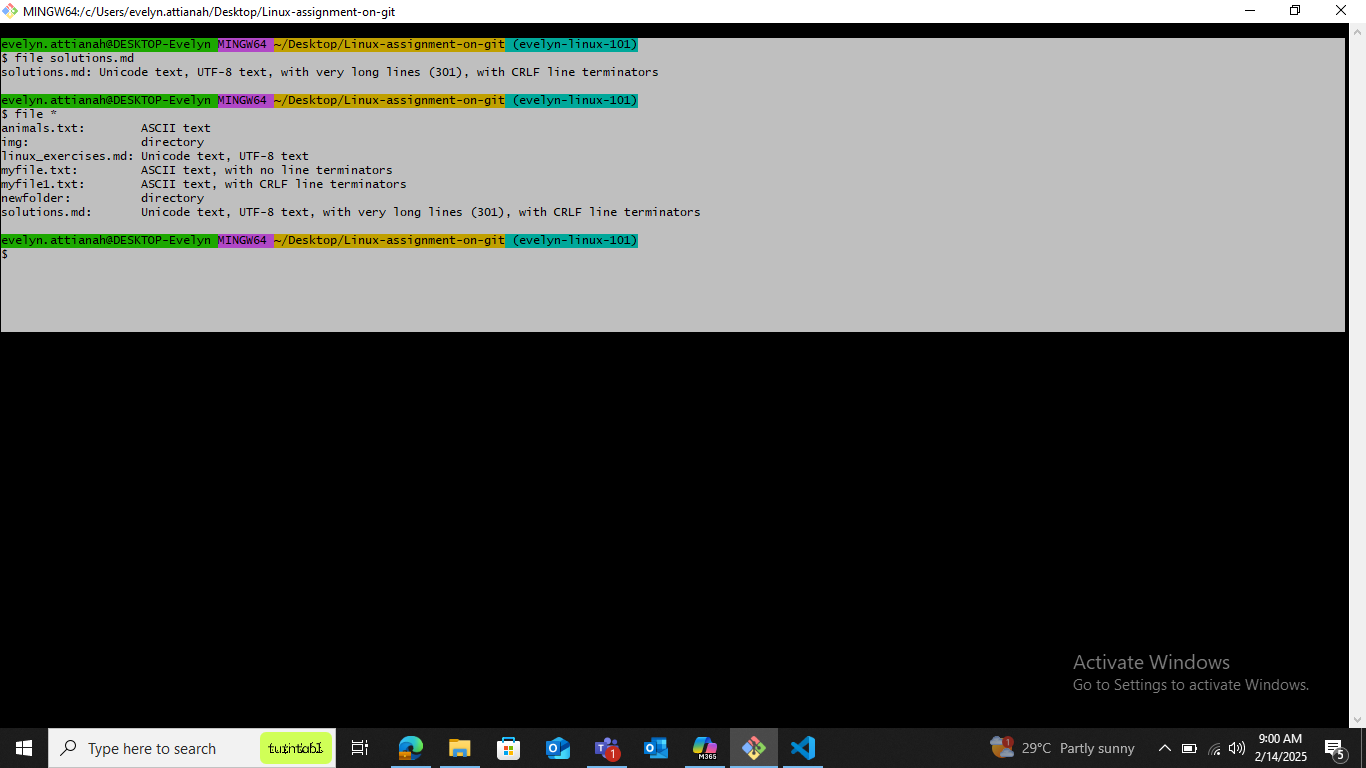 MINGW64:/c/Users/evelyn.attianah/Desktop/Linux-assignment-on-git
evelyn.attianah@DESKTOP-Evelyn MINGW64 ~/Desktop/Linux-assignment-on-git (evelyn-linux-101)
$ file solutions.md
solutions.md: Unicode text, UTF-8 text, with very long lines (301), with CRLF line terminators
evelyn.attianah@DESKTOP-Evelyn MINGW64 ~/Desktop/Linux-assignment-on-git (evelyn-linux-101)
$ file *
animals.txt:        ASCII text
img:                directory
linux_exercises.md: Unicode text, UTF-8 text
myfile.txt:         ASCII text, with no line terminators
myfile1.txt:        ASCII text, with CRLF line terminators
newfolder:          directory
solutions.md:       Unicode text, UTF-8 text, with very long lines (301), with CRLF line terminators
evelyn.attianah@DESKTOP-Evelyn MINGW64 ~/Desktop/Linux-assignment-on-git (evelyn-linux-101)
$
Activate Windows
Go to Settings to activate Windows.
Type here to search
1
M365
1
29°C Partly sunny
9:00 AM
2/14/2025
5